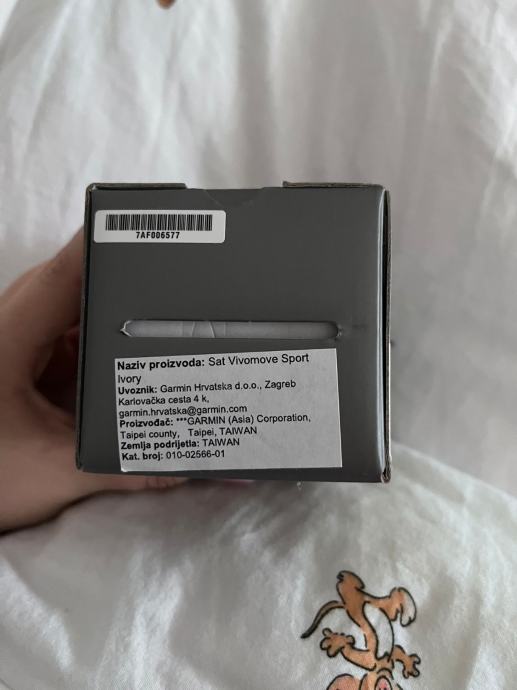 7AF006577
Naziv proizvoda: Sat Vivomove Sport
Ivory
Uvoznik: Garmin Hrvatska d.o.o., Zagreb
Karlovačka cesta 4 k,
garmin.hrvatska@garmin.com
Proizvođač: ***GARMIN (Asia) Corporation,
Taipei county, Taipei, TAIWAN
Zemlja podrijetla: TAIWAN
Kat. broj: 010-02566-01